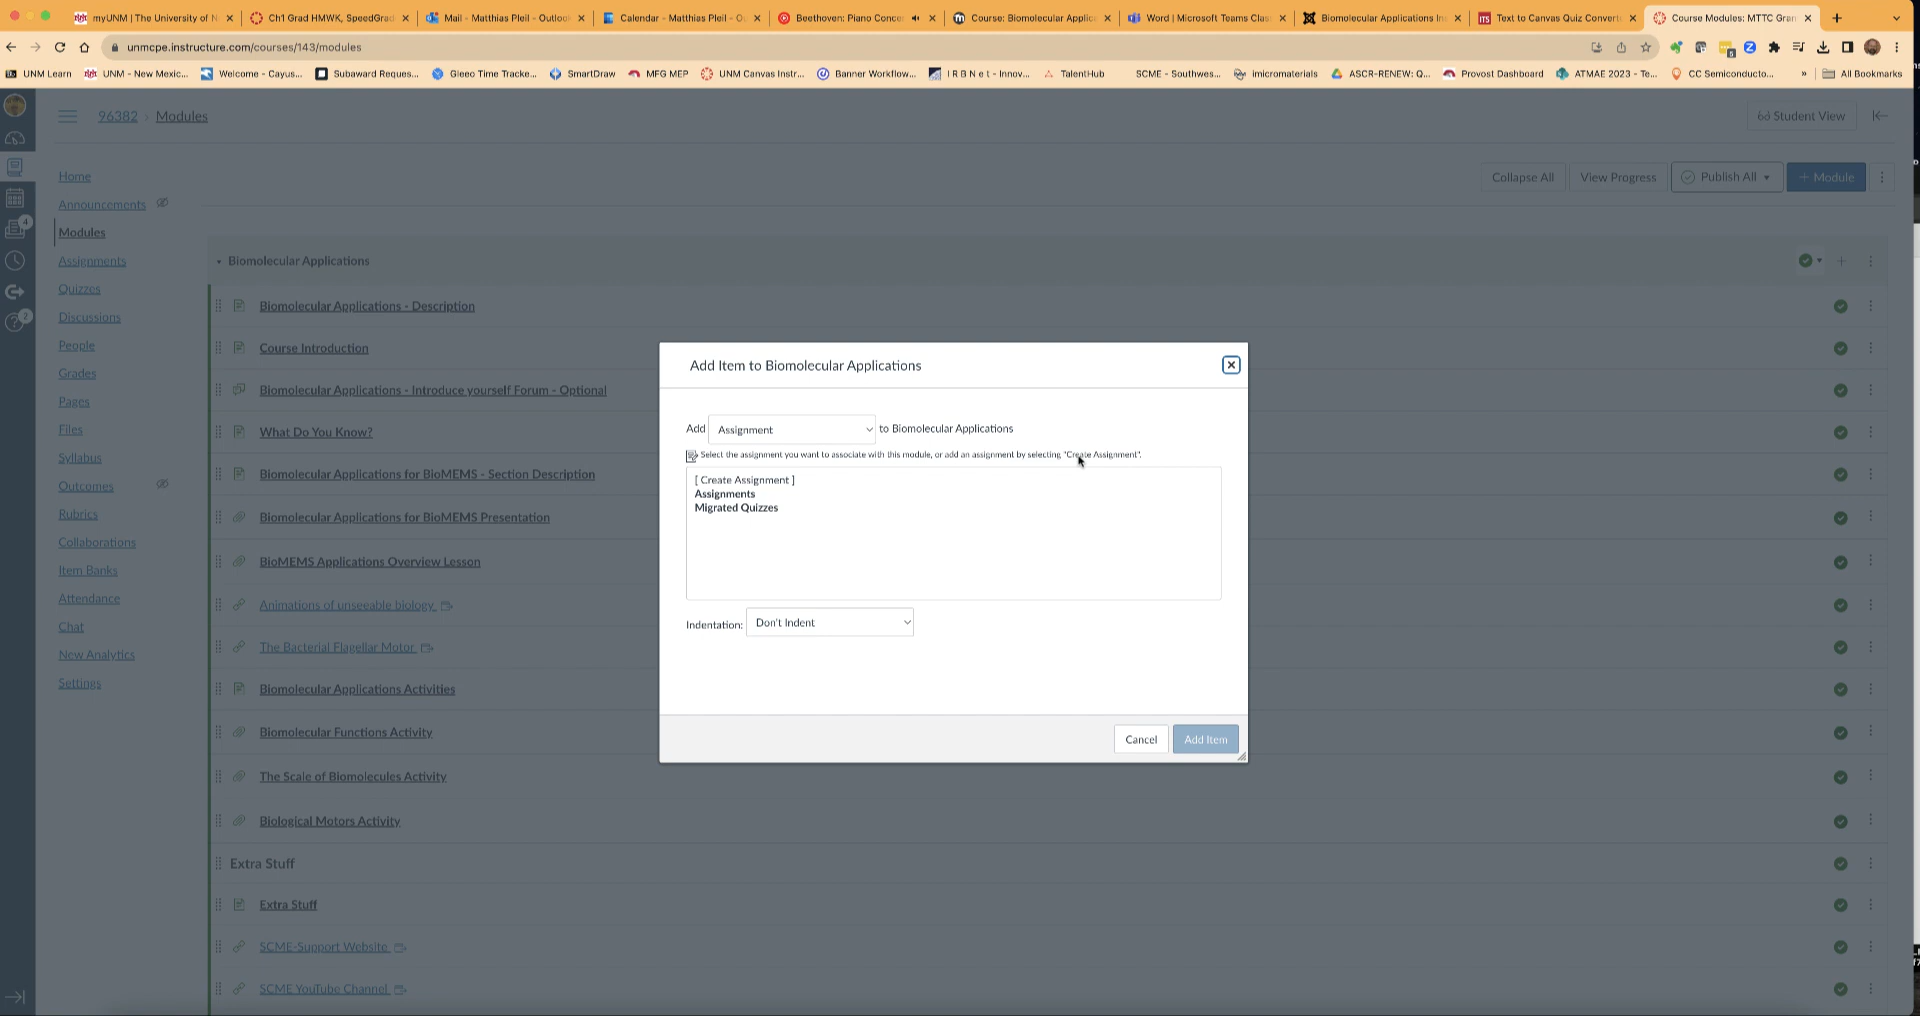 myUNM | The University of N
Ch1 Grad HMWK, SpeedGrad
Mail - Matthias Pleil - Outlook
Calendar - Matthias Pleil - O
Beethoven: Piano Conce
Course: Biomolecular Applic
Word | Microsoft Teams Clas
Biomolecular Applications In
Text to Canvas Quiz Convert
Course Modules: MTTC Gran
unmcpe.instructure.com/courses/143/modules
UNM Learn
UNM - New Mexic...
Welcome - Cayus...
Subaward Reques...
Gleeo Time Tracke...
SmartDraw
MFG MEP
UNM Canvas Instr...
Banner Workflow...
I R B N e t - Innov...
TalentHub
SCME - Southwes...
imicromaterials
ASCR-RENEW: Q...
Provost Dashboard
ATMAE 2023 - Te...
CC Semiconducto...
»
All Bookmarks
96382 › Modules
Student View
Home
Announcements
Modules
Assignments
Quizzes
Discussions
People
Grades
Pages
Files
Syllabus
Outcomes
Rubrics
Collaborations
Item Banks
Attendance
Chat
New Analytics
Settings
4
2
Collapse All
View Progress
Publish All
+ Module
Biomolecular Applications
Biomolecular Applications - Description
Course Introduction
Biomolecular Applications - Introduce yourself Forum - Optional
What Do You Know?
Biomolecular Applications for BioMEMS - Section Description
Biomolecular Applications for BioMEMS Presentation
BioMEMS Applications Overview Lesson
Animations of unseeable biology
The Bacterial Flagellar Motor
Biomolecular Applications Activities
Biomolecular Functions Activity
The Scale of Biomolecules Activity
Biological Motors Activity
Extra Stuff
Extra Stuff
SCME-Support Website
SCME YouTube Channel
Add Item to Biomolecular Applications
Add Assignment to Biomolecular Applications
Select the assignment you want to associate with this module, or add an assignment by selecting "Create Assignment".
[ Create Assignment ]
Assignments
Migrated Quizzes
Indentation: Don't Indent
Cancel
Add Item